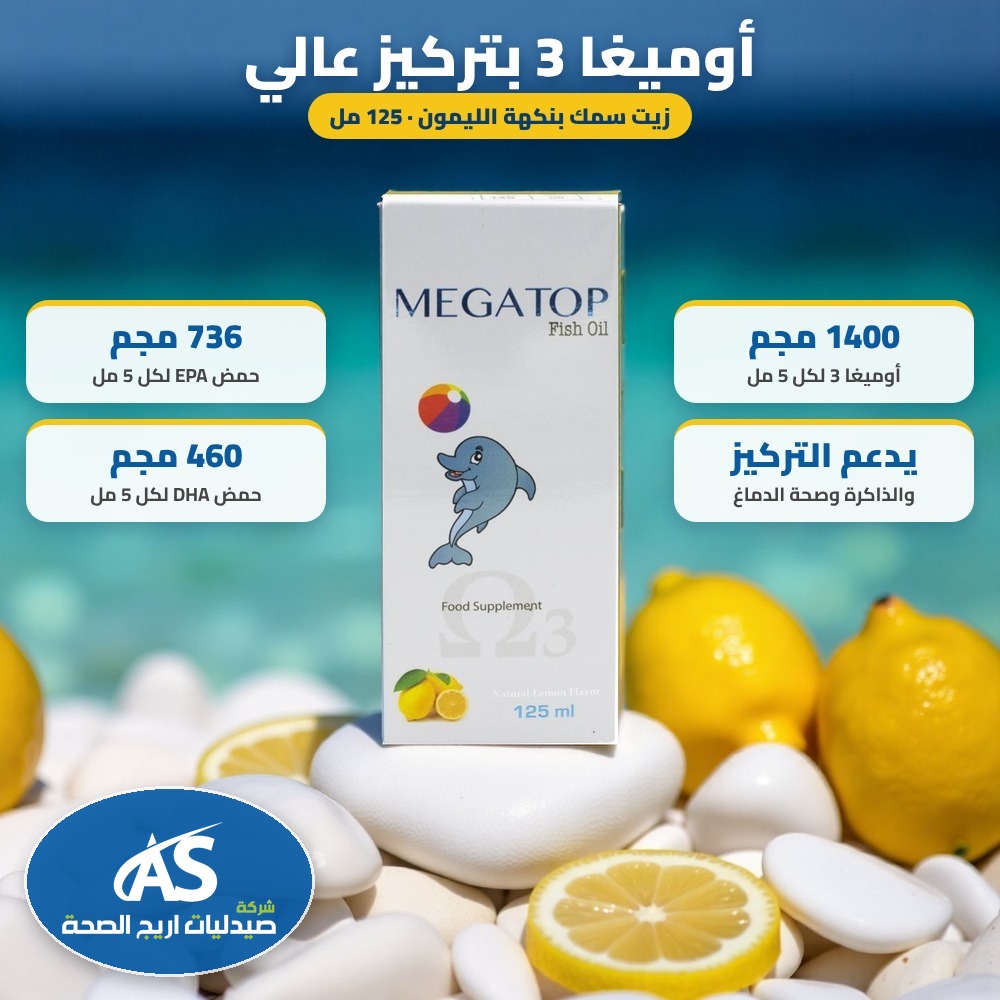 أوميغا 3 بتركيز عالي
زيت سمك بنكهة الليمون · 125 مل
1400 مجم
أوميغا 3 لكل 5 مل
736 مجم
حمض EPA لكل 5 مل
يدعم التركيز
والذاكرة وصحة الدماغ
460 مجم
حمض DHA لكل 5 مل
MEGATOP
Fish Oil
Food Supplement
Ω3
Natural Lemon Flavor
125 ml
AS
شركة
صيدليات اريج الصحة